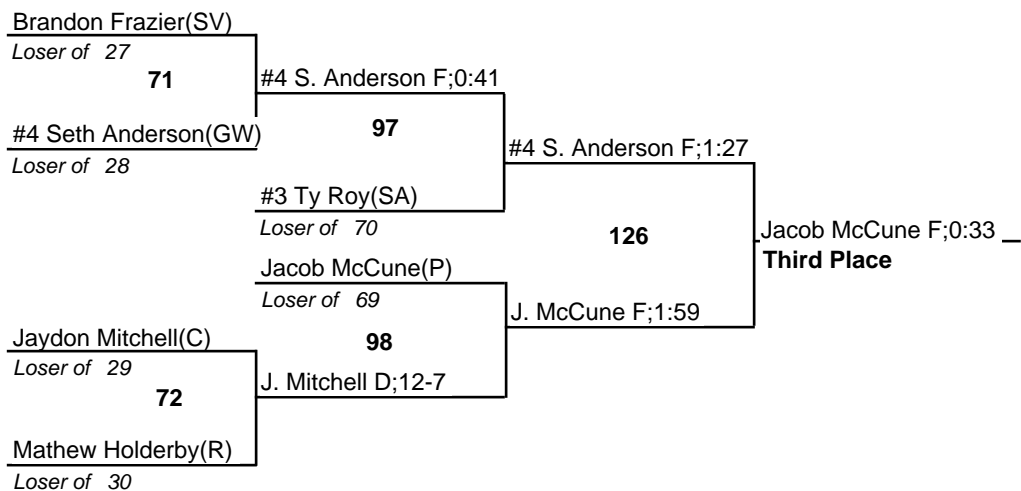 Brandon Frazier(SV)
Loser of 27
71
#4 S. Anderson F;0:41
#4 Seth Anderson(GW)
Loser of 28
97
#4 S. Anderson F;1:27
#3 Ty Roy(SA)
Loser of 70
126
Jacob McCune F;0:33
Third Place
Jacob McCune(P)
Loser of 69
J. McCune F;1:59
Jaydon Mitchell(C)
Loser of 29
98
72
J. Mitchell D;12-7
Mathew Holderby(R)
Loser of 30